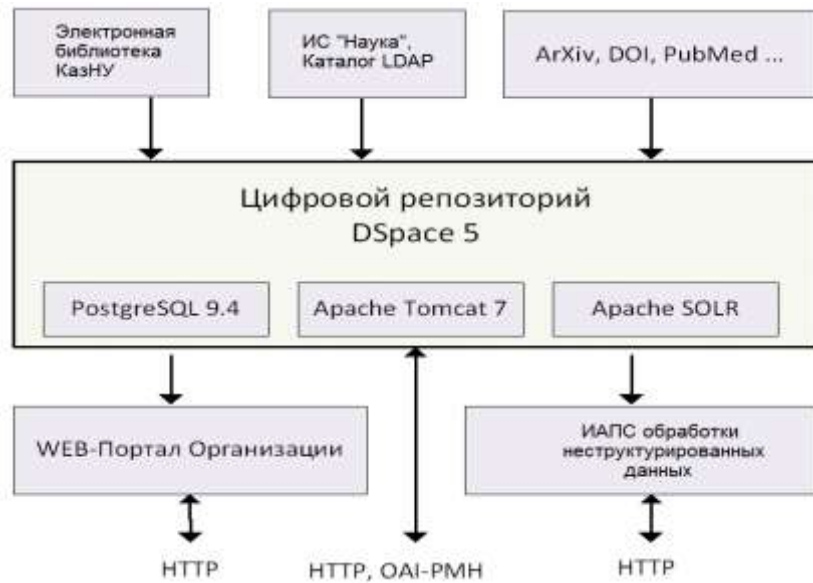 Электронная
библиотека
КазНУ
ИС "Наука",
Каталог LDAP
ArXiv, DOI, PubMed ...
Цифровой репозиторий
DSpace 5
PostgreSQL 9.4
Apache Tomcat 7
Apache SOLR
WEB-Портал Организации
ИАПС обработки
неструктурированных
данных
HTTP
HTTP, OAI-PMH
HTTP